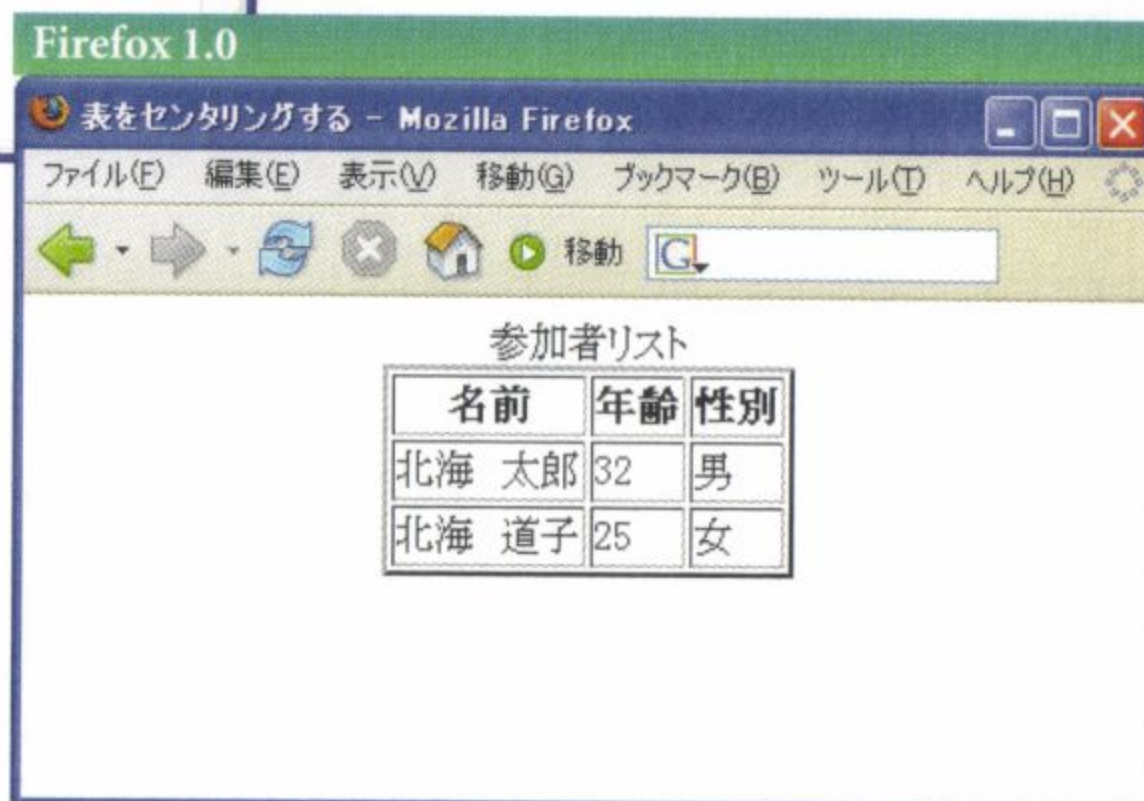 Firefox 1.0
表をセンタリングする - Mozilla Firefox
ファイル(F) 編集(E) 表示(V) 移動(G) ブックマーク(B) ツール(T) ヘルプ(H)
移動 G
参加者リスト
名前 年齢 性別
北海 太郎 32 男
北海 道子 25 女